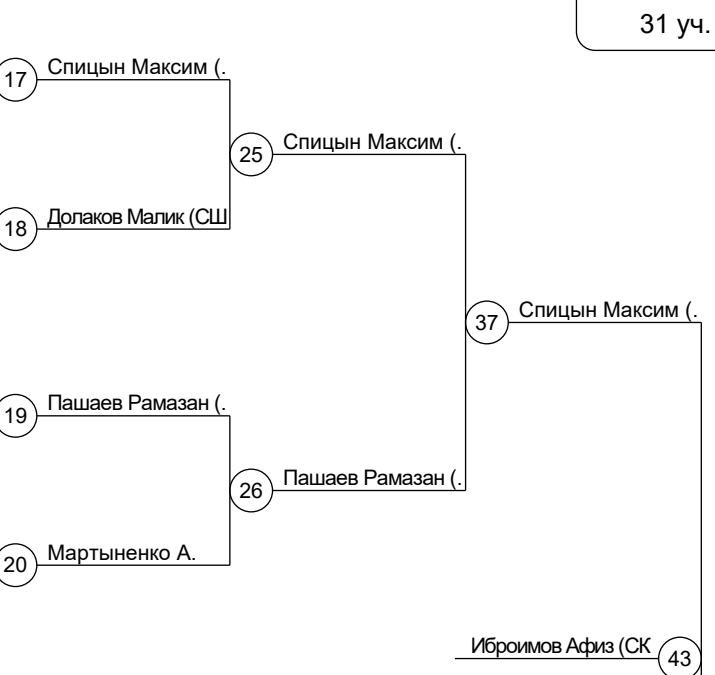 31 уч.
17 Спицын Максим (.
25 Спицын Максим (.
18 Долаков Малик (СШ
37 Спицын Максим (.
19 Пашаев Рамазан (.
26 Пашаев Рамазан (.
20 Мартыненко А.
Иброимов Афиз (СК 43